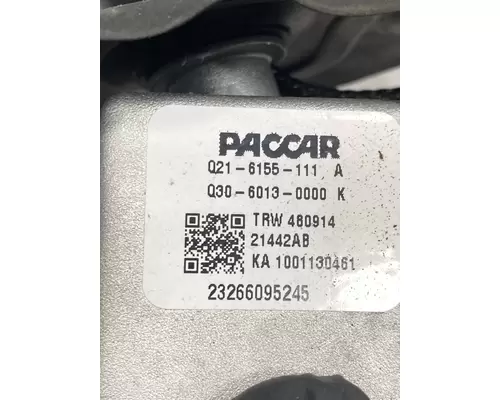 PACCAR
Q21-6155-111 A
Q30-6013-0000 K
TRW 460914
21442AB
KA 1001130461
23266095245